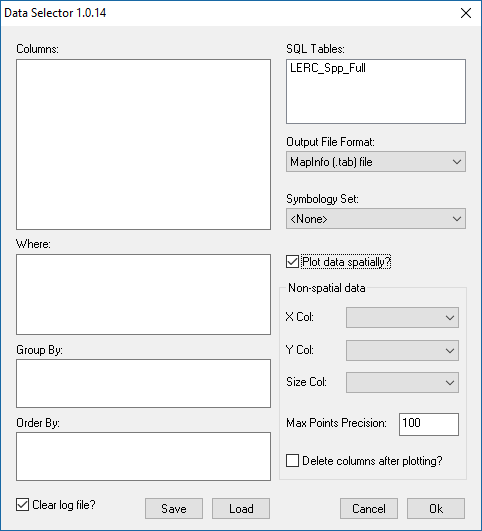 Data Selector 1.0.14
Columns:
SQL Tables:
LERC_Spp_Full
Output File Format:
MapInfo (.tab) file
Symbology Set:
<None>
Where:
Plot data spatially?
Non-spatial data
X Col:
Group By:
Y Col:
Size Col:
Order By:
Max Points Precision:
100
Delete columns after plotting?
Clear log file?
Save
Load
Cancel
Ok